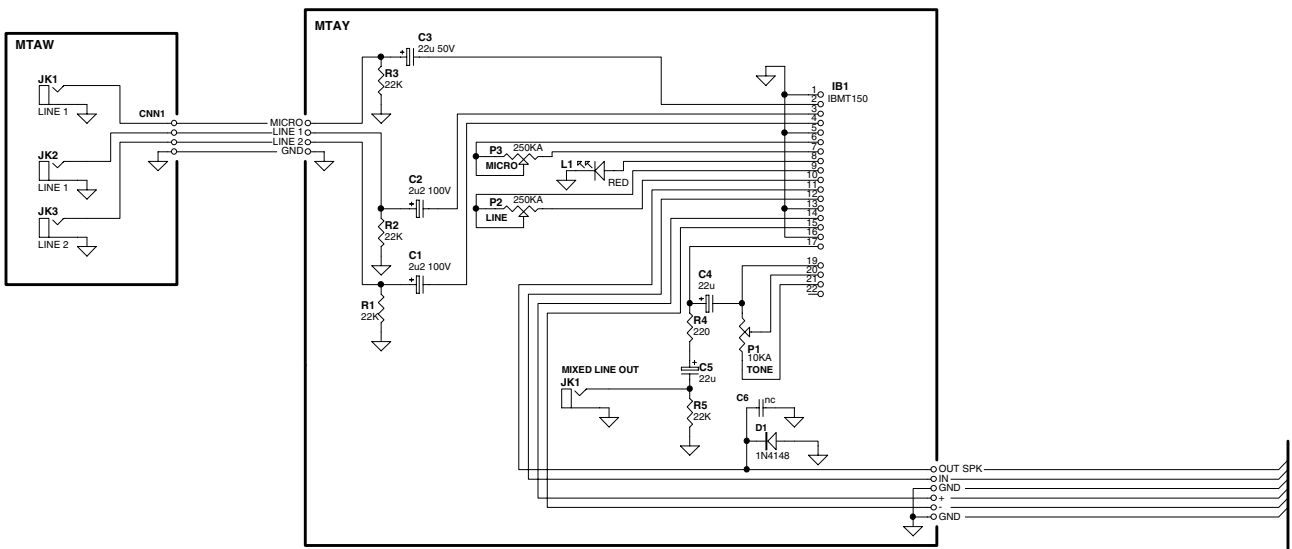 MTAW
JK1
LINE 1
JK2
LINE 1
JK3
LINE 2
CNN1
MTAY
MICRO
LINE 1
LINE 2
GND
C3
22u 50V
R3
22K
C2
2u2 100V
R2
22K
C1
2u2 100V
R1
22K
P3
250KA
MICRO
L1
RED
P2
250KA
LINE
IB1
IBMT150
1
2
3
4
5
6
7
8
9
10
11
12
13
14
15
16
17
19
20
21
22
C4
22u
R4
220
P1
10KA
TONE
C5
22u
MIXED LINE OUT
JK1
R5
22K
C6
nc
D1
1N4148
OUT SPK
IN
GND
+
-
GND